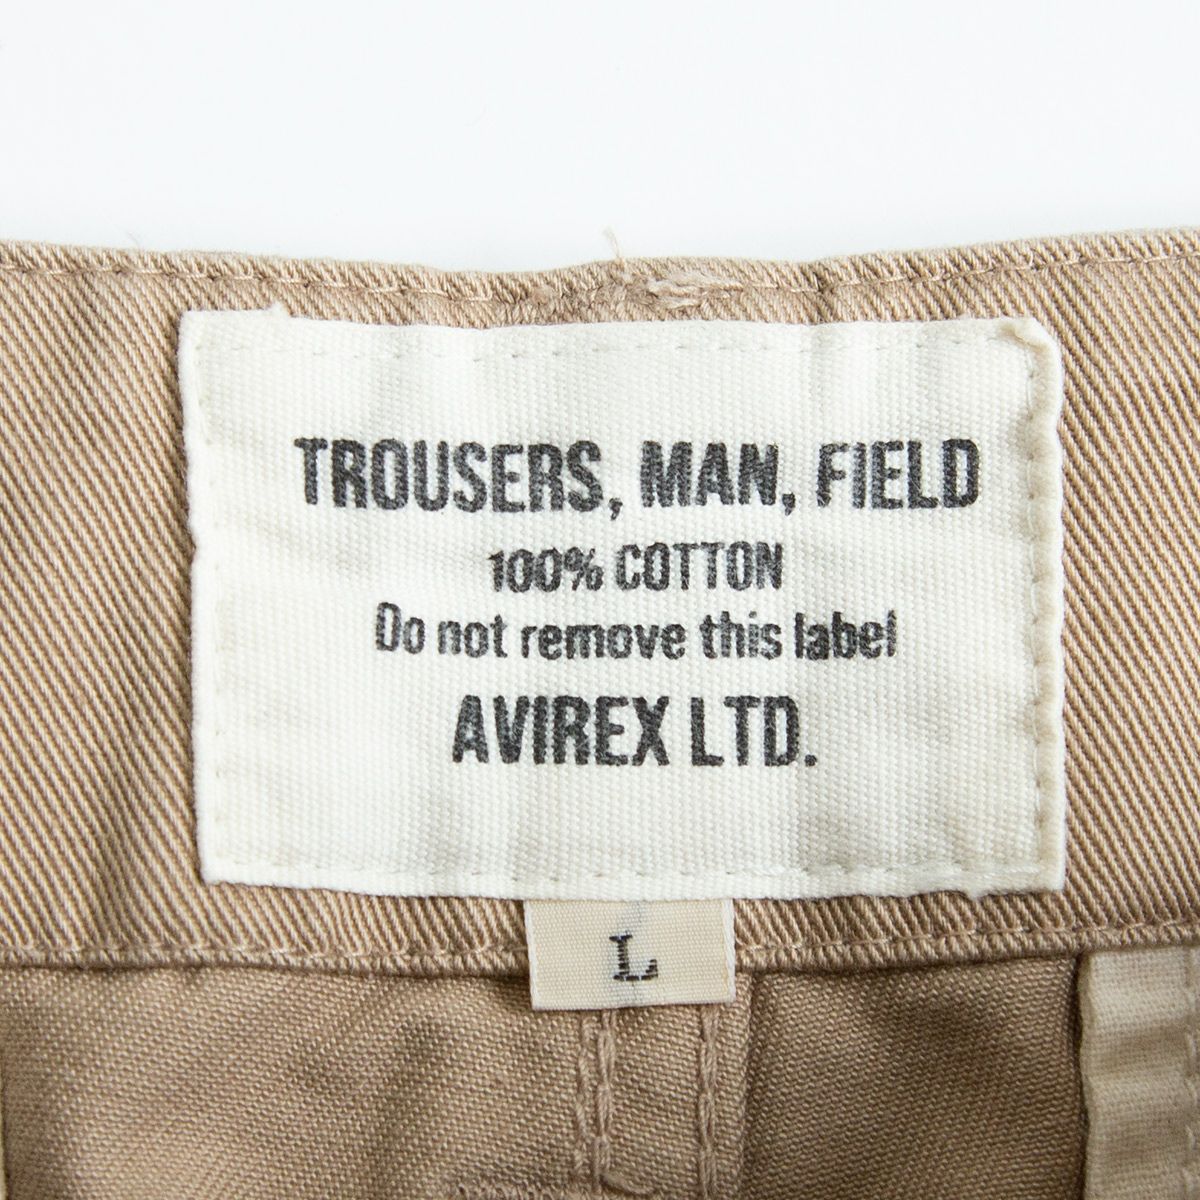 TROUSERS, MAN, FIELD
100% COTTON
Do not remove this label
AVIREX LTD.
L